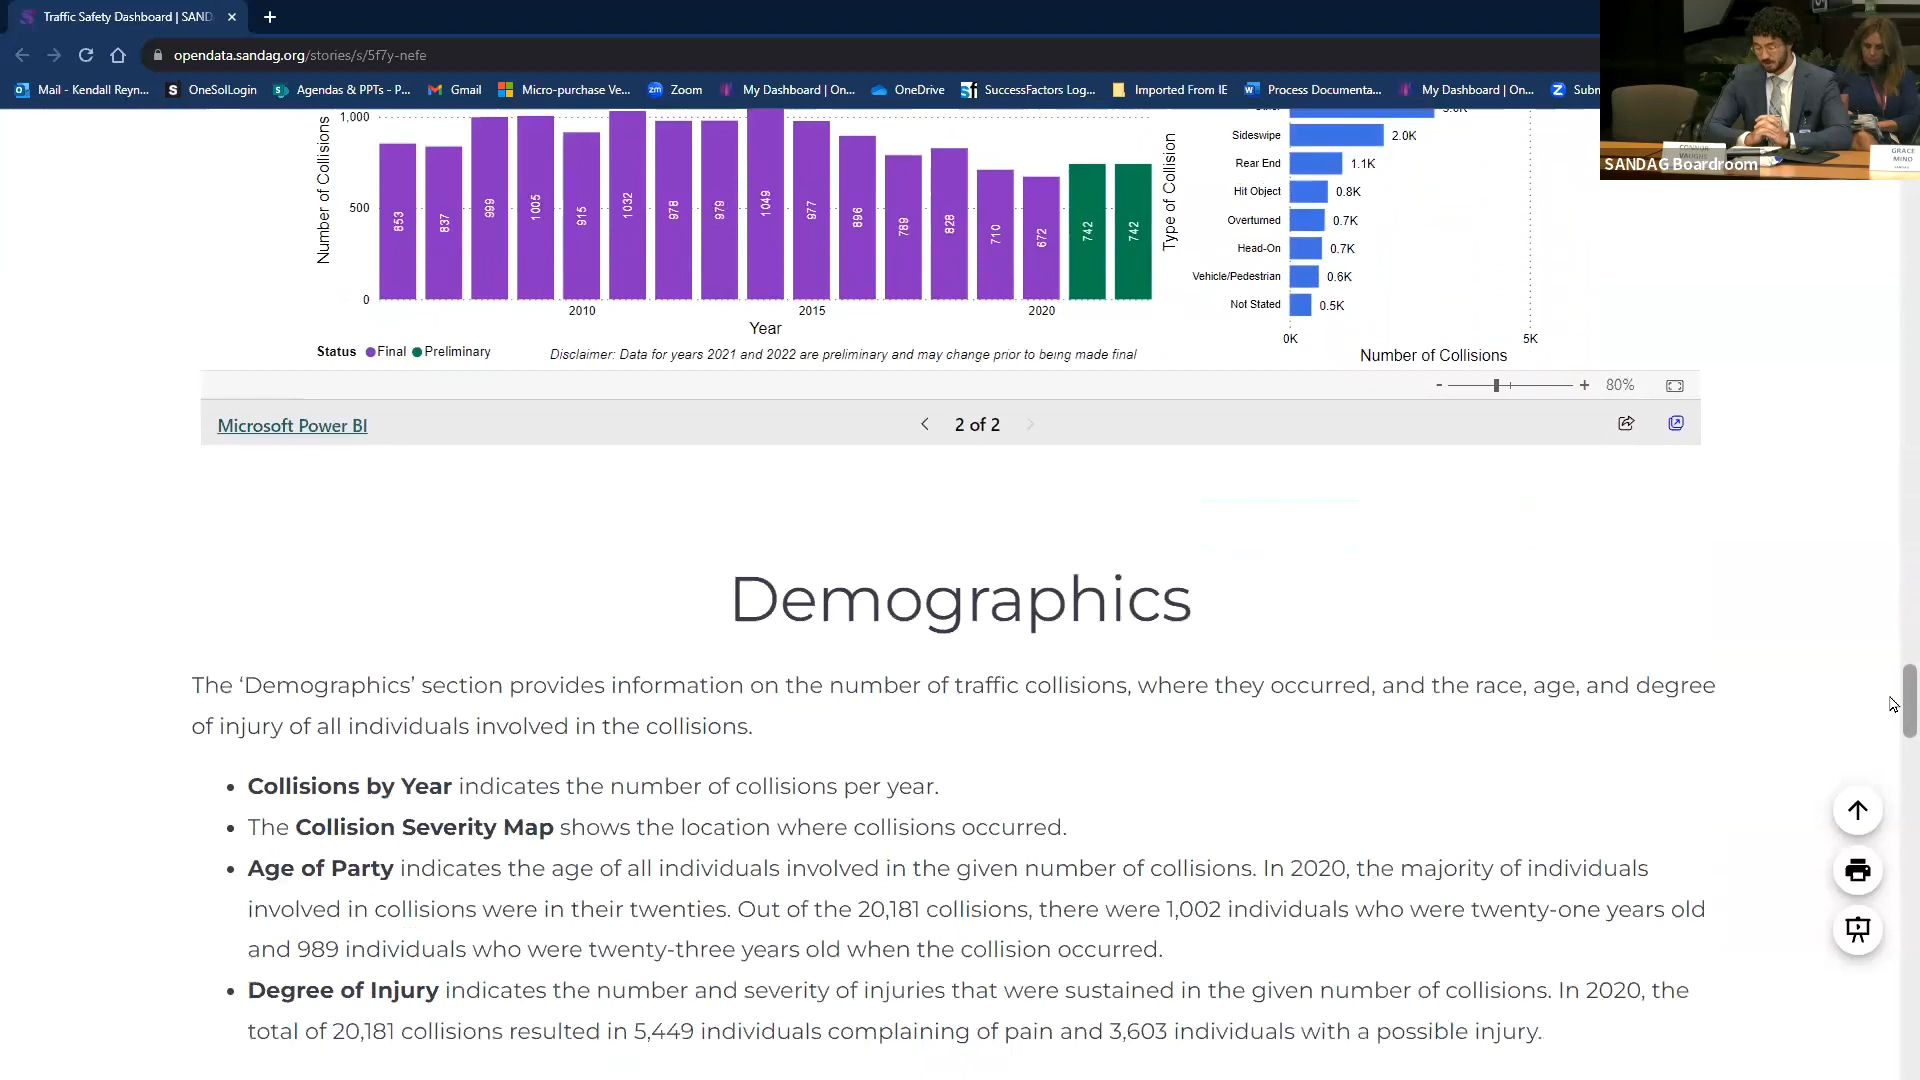 Traffic Safety Dashboard | SAND
opendata.sandag.org/stories/s/5f7y-nefe
Mail - Kendall Reyn...
OneSolLogin
Agendas & PPTs - P...
Gmail
Micro-purchase Ve...
Zoom
My Dashboard | On...
OneDrive
SuccessFactors Log...
Imported From IE
Process Documenta...
My Dashboard | On...
Subm
SANDAG Boardroom
GRACE
MINO
Number of Collisions
1,000
500
0
853
837
999
1005
915
1032
978
979
1049
977
896
789
828
710
672
742
742
2010
2015
2020
Year
Status Final Preliminary
Disclaimer: Data for years 2021 and 2022 are preliminary and may change prior to being made final
Type of Collision
Sideswipe 2.0K
Rear End 1.1K
Hit Object 0.8K
Overturned 0.7K
Head-On 0.7K
Vehicle/Pedestrian 0.6K
Not Stated 0.5K
0K 5K
Number of Collisions
- + 80%
Microsoft Power BI
2 of 2
Demographics
The ‘Demographics’ section provides information on the number of traffic collisions, where they occurred, and the race, age, and degree
of injury of all individuals involved in the collisions.
• Collisions by Year indicates the number of collisions per year.
• The Collision Severity Map shows the location where collisions occurred.
• Age of Party indicates the age of all individuals involved in the given number of collisions. In 2020, the majority of individuals
involved in collisions were in their twenties. Out of the 20,181 collisions, there were 1,002 individuals who were twenty-one years old
and 989 individuals who were twenty-three years old when the collision occurred.
• Degree of Injury indicates the number and severity of injuries that were sustained in the given number of collisions. In 2020, the
total of 20,181 collisions resulted in 5,449 individuals complaining of pain and 3,603 individuals with a possible injury.